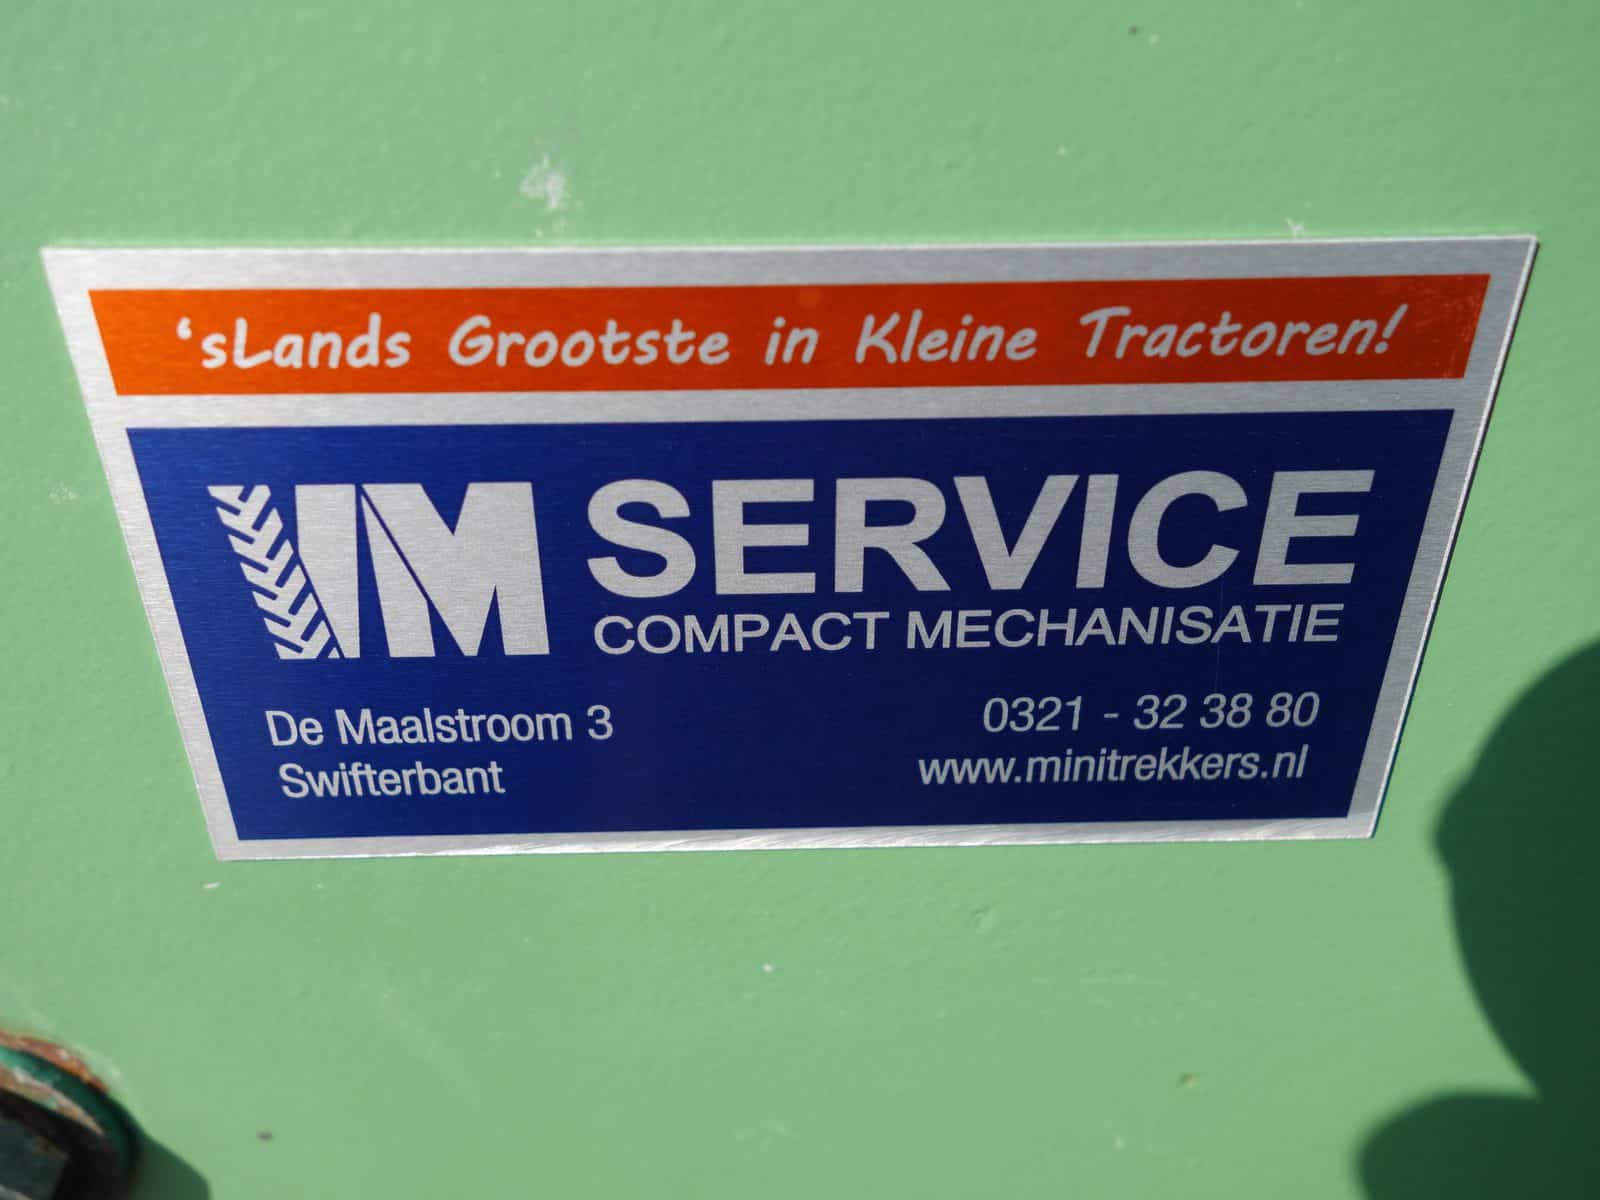 ‘sLands Grootste in Kleine Tractoren!
VM SERVICE
COMPACT MECHANISATIE
De Maalstroom 3
Swifterbant
0321 - 32 38 80
www.minitrekkers.nl